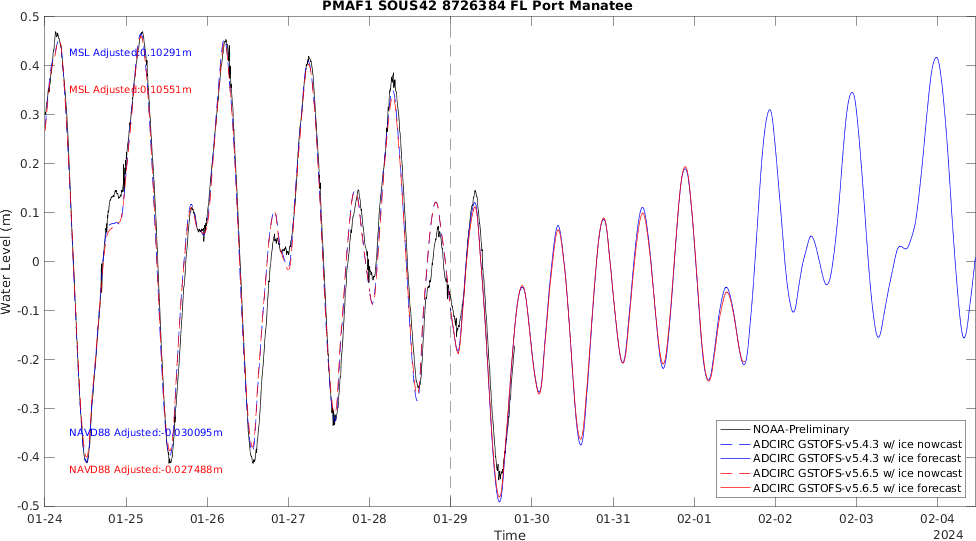 PMAF1 SOUS42 8726384 FL Port Manatee
0.5
0.4
0.3
0.2
0.1
0
-0.1
-0.2
-0.3
-0.4
-0.5
Water Level (m)
MSL Adjusted:0.10291m
MSL Adjusted:0.10551m
NAVD88 Adjusted:-0.030095m
NAVD88 Adjusted:-0.027488m
NOAA-Preliminary
ADCIRC GSTOFS-v5.4.3 w/ ice nowcast
ADCIRC GSTOFS-v5.4.3 w/ ice forecast
ADCIRC GSTOFS-v5.6.5 w/ ice nowcast
ADCIRC GSTOFS-v5.6.5 w/ ice forecast
01-24 01-25 01-26 01-27 01-28 01-29 01-30 01-31 02-01 02-02 02-03 02-04
Time
2024